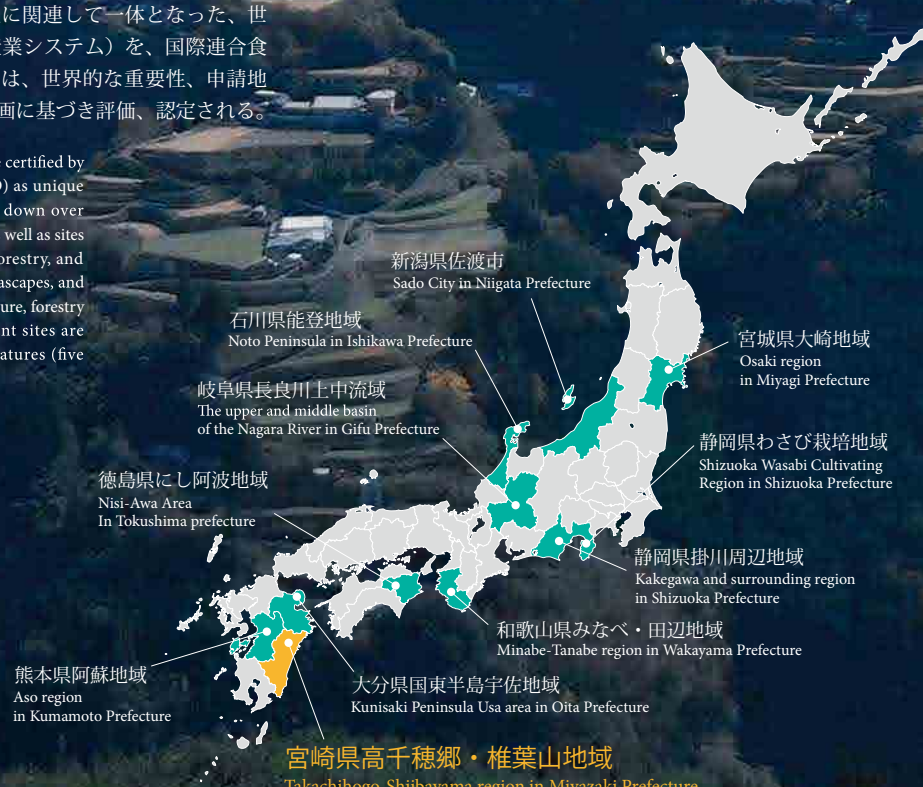 に関連して一体となった、世
業システム）を、国際連合食
は、世界的な重要性、申請地
画に基づき評価、認定される。
certified by
) as unique
down over
well as sites
orestry, and
ascapes, and
ure, forestry
nt sites are
atures (five
新潟県佐渡市
Sado City in Niigata Prefecture
石川県能登地域
Noto Peninsula in Ishikawa Prefecture
宮城県大崎地域
Osaki region
in Miyagi Prefecture
岐阜県長良川上中流域
The upper and middle basin
of the Nagara River in Gifu Prefecture
静岡県わさび栽培地域
Shizuoka Wasabi Cultivating
Region in Shizuoka Prefecture
徳島県にし阿波地域
Nisi-Awa Area
In Tokushima prefecture
静岡県掛川周辺地域
Kakegawa and surrounding region
in Shizuoka Prefecture
和歌山県みなべ・田辺地域
Minabe-Tanabe region in Wakayama Prefecture
熊本県阿蘇地域
Aso region
in Kumamoto Prefecture
大分県国東半島宇佐地域
Kunisaki Peninsula Usa area in Oita Prefecture
宮崎県高千穂郷・椎葉山地域
Takachihogo-Shiibayama region in Miyazaki Prefecture